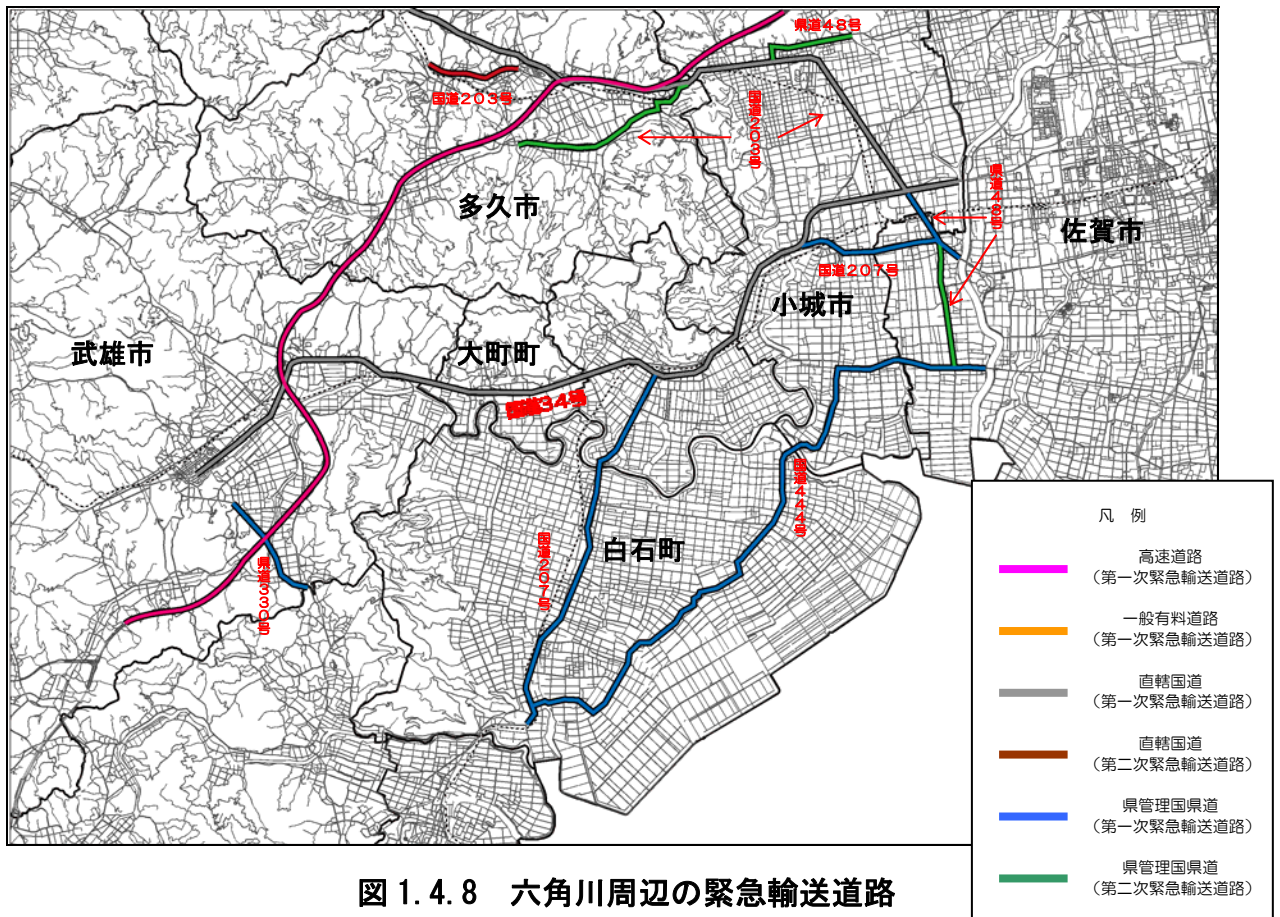 県道48号
国道203号
国道203号
県道48号
多久市
佐賀市
国道207号
小城市
武雄市
大町町
国道34号
国道444号
国道207号
白石町
県道330号
凡 例
高速道路
(第一次緊急輸送道路)
一般有料道路
(第一次緊急輸送道路)
直轄国道
(第一次緊急輸送道路)
直轄国道
(第二次緊急輸送道路)
県管理国県道
(第一次緊急輸送道路)
県管理国県道
(第二次緊急輸送道路)
図 1.4.8 六角川周辺の緊急輸送道路